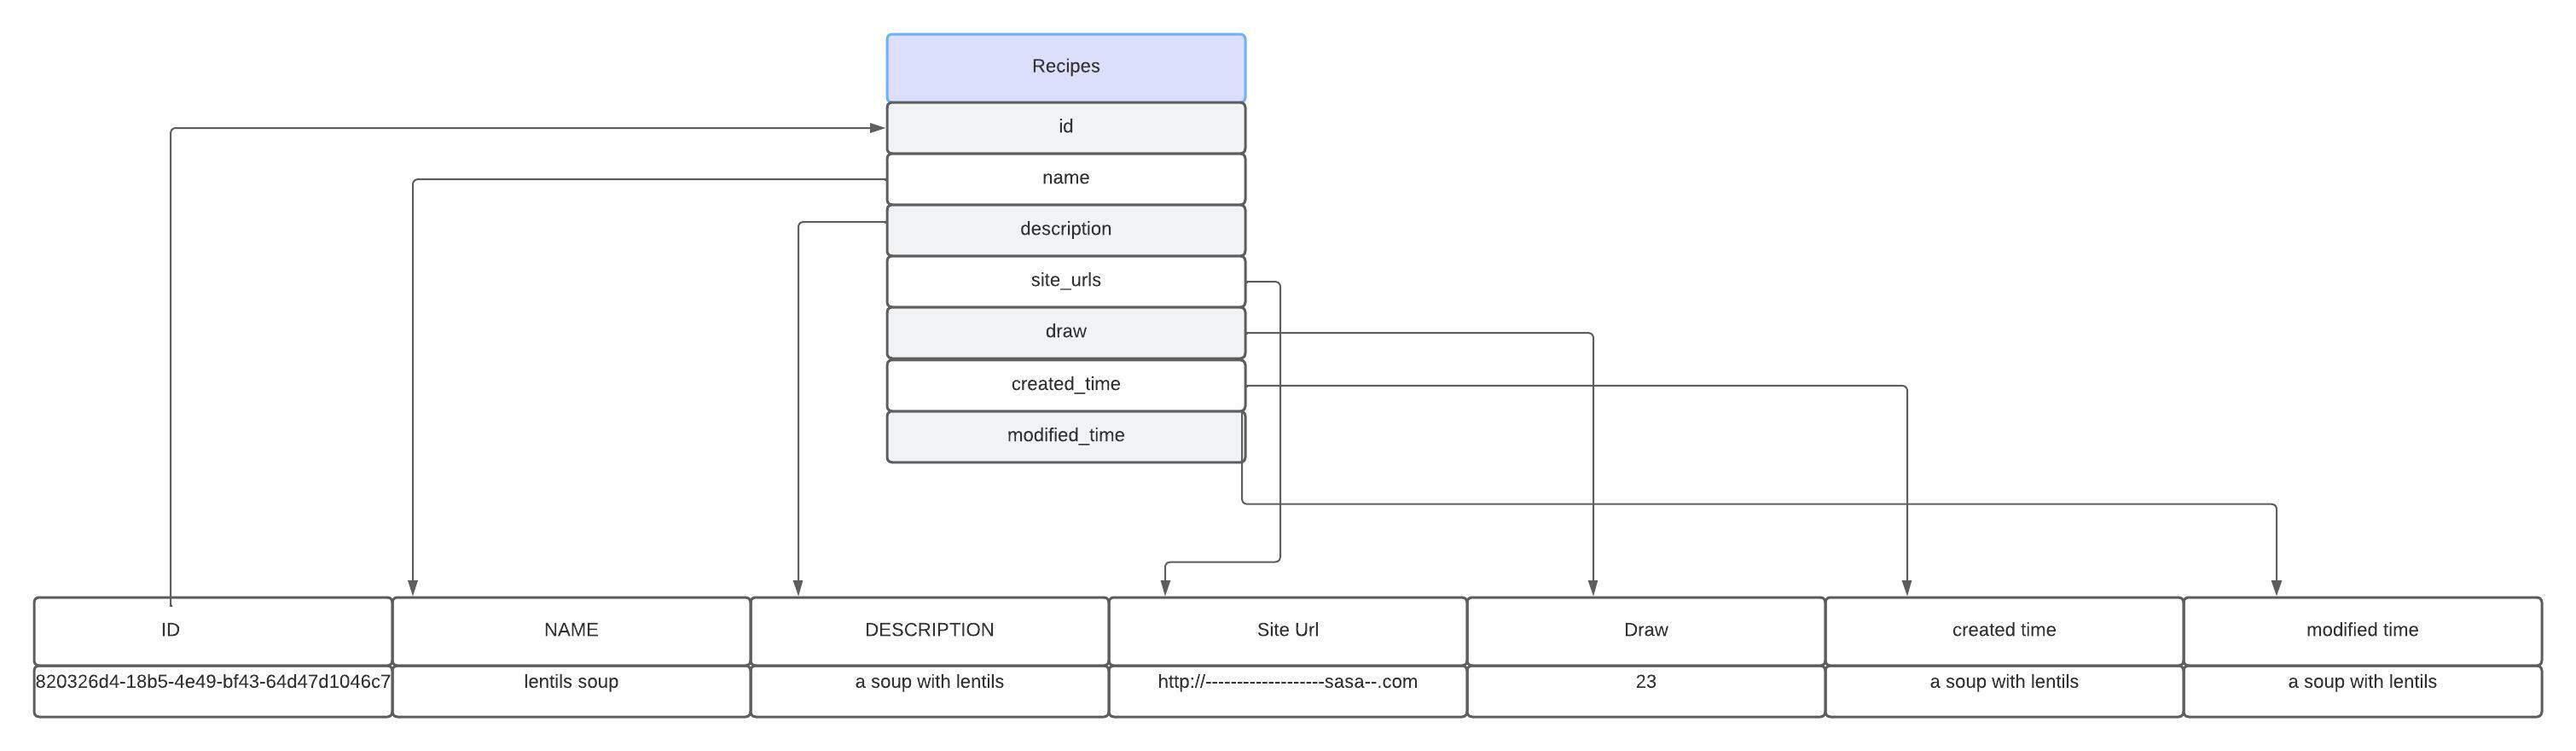 Recipes
id
name
description
site_urls
draw
created_time
modified_time
ID
NAME
DESCRIPTION
Site Url
Draw
created time
modified time
820326d4-18b5-4e49-bf43-64d47d1046c7
lentils soup
a soup with lentils
http://-------------------sasa--.com
23
a soup with lentils
a soup with lentils